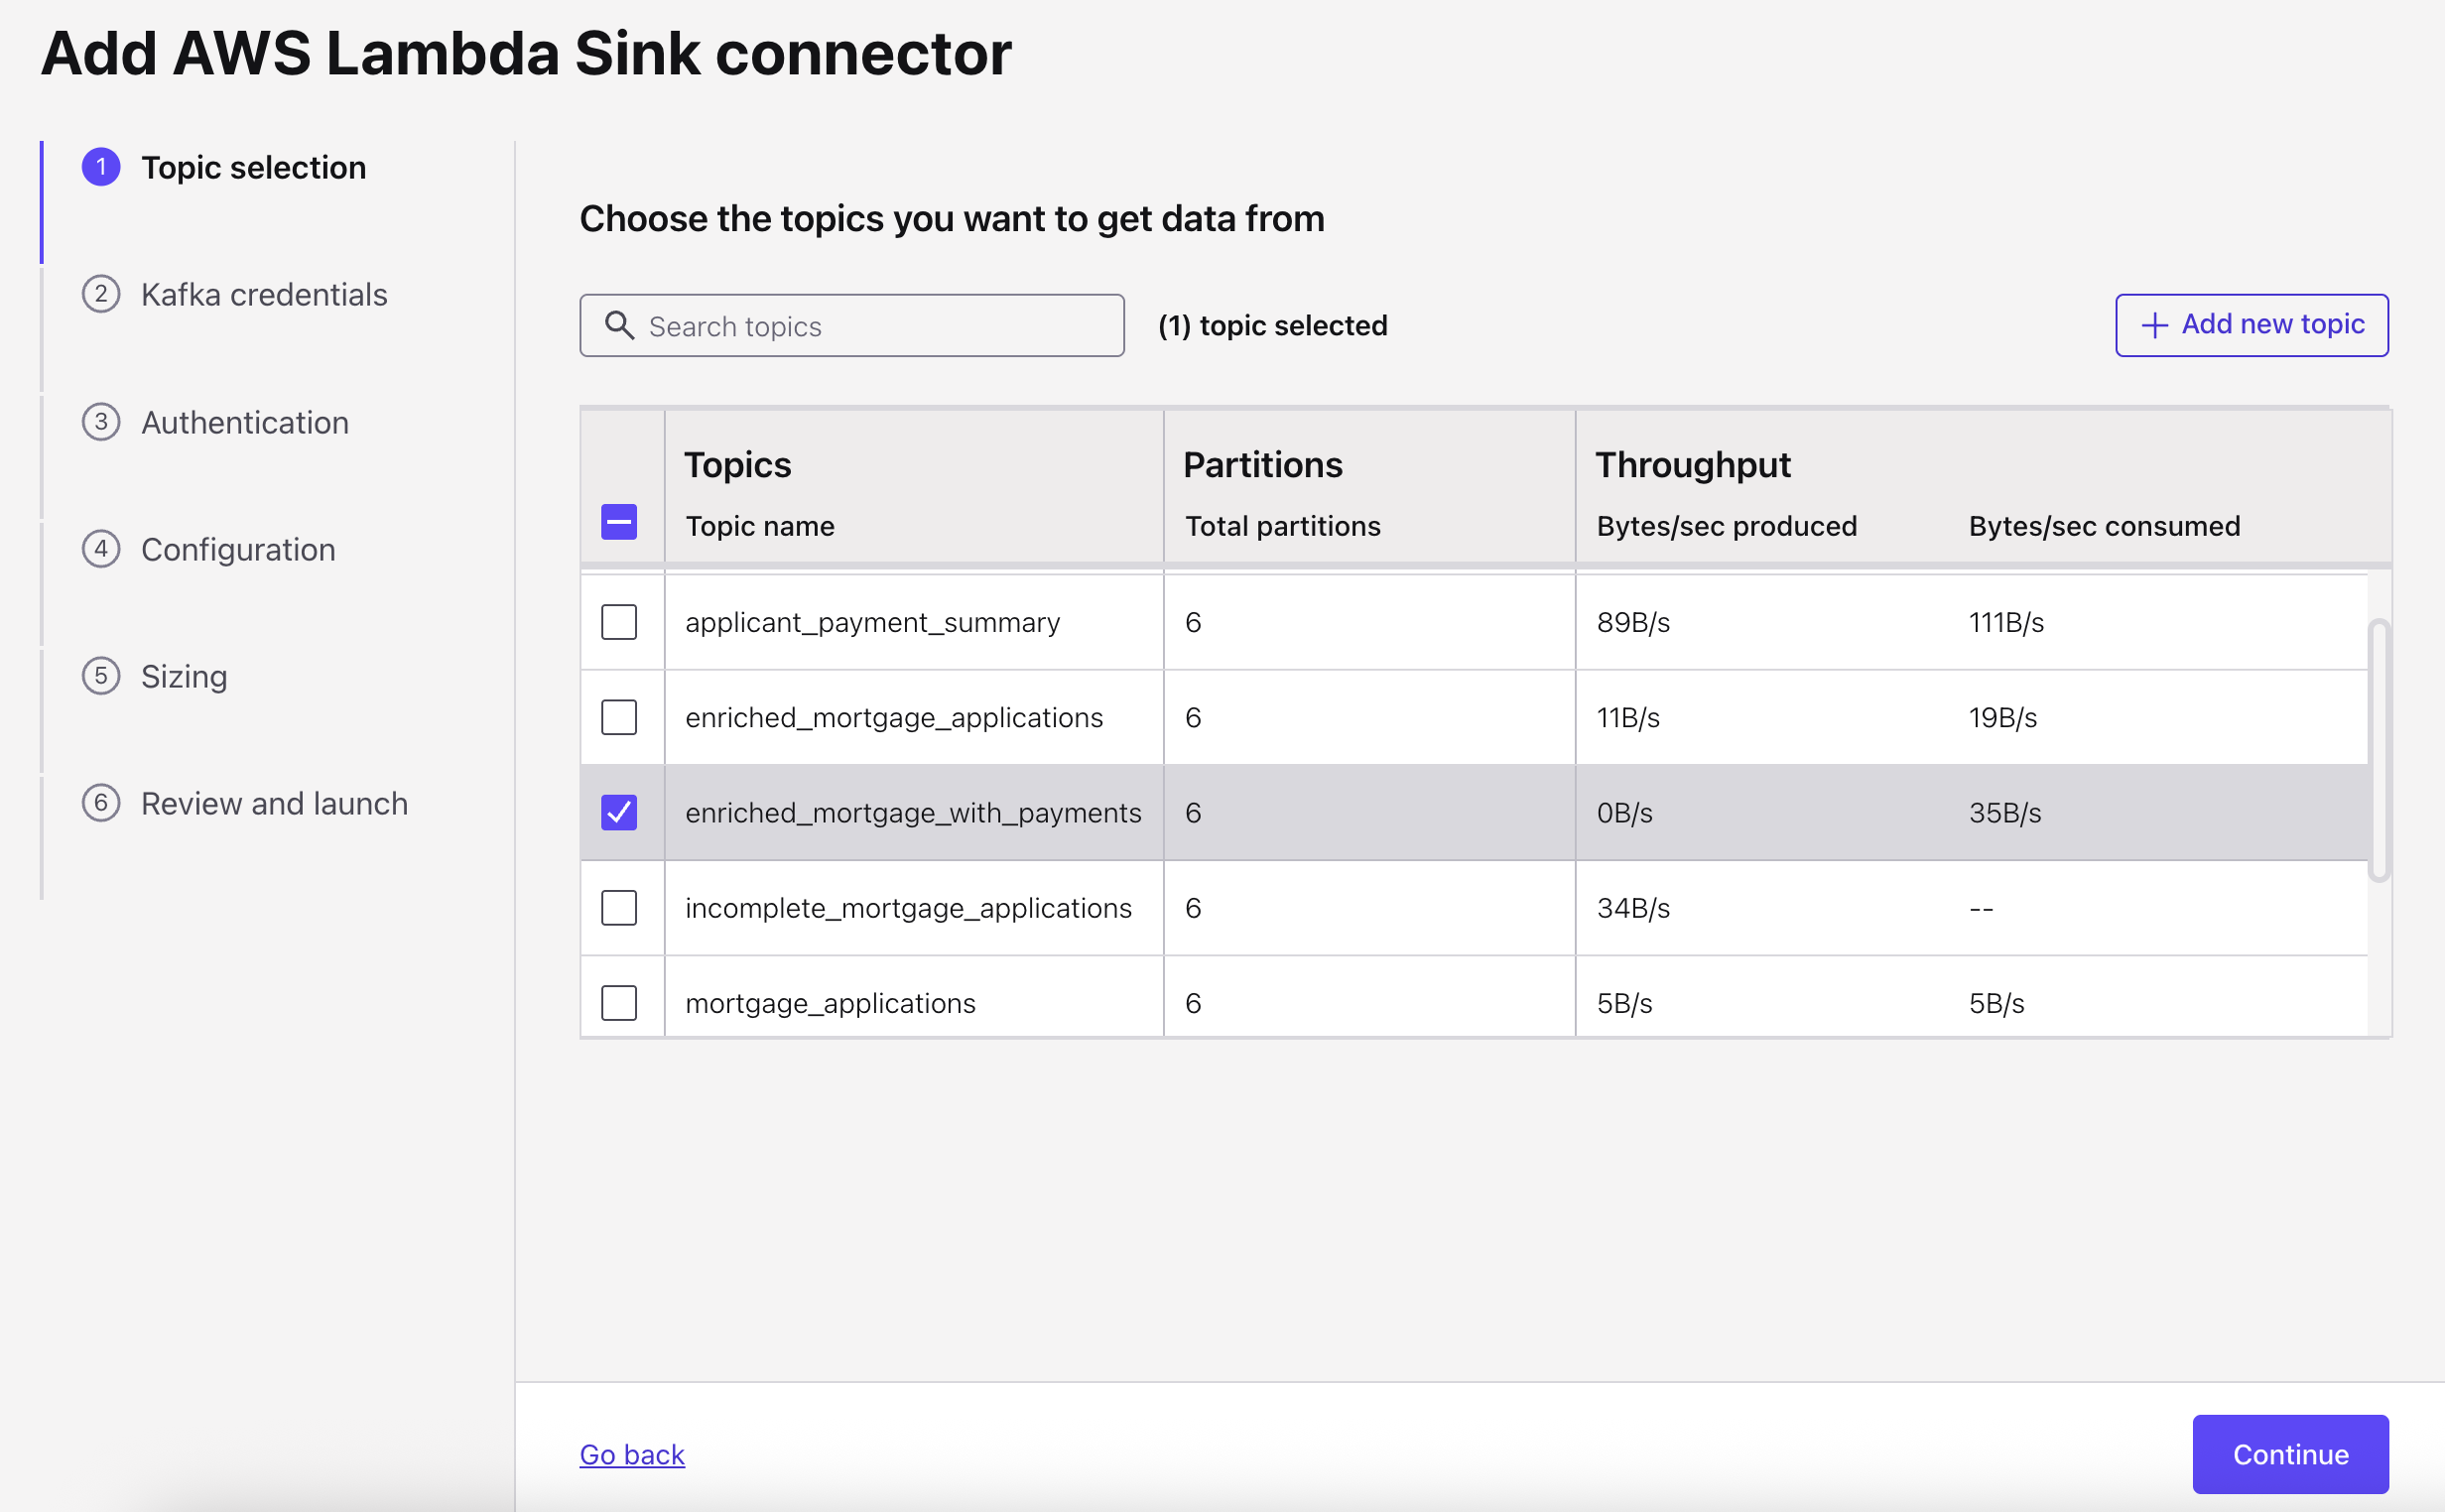 Add AWS Lambda Sink connector
1 Topic selection
2 Kafka credentials
3 Authentication
4 Configuration
5 Sizing
6 Review and launch
Choose the topics you want to get data from
Search topics
(1) topic selected
+ Add new topic
Topics Partitions Throughput
Topic name Total partitions Bytes/sec produced Bytes/sec consumed
applicant_payment_summary 6 89B/s 111B/s
enriched_mortgage_applications 6 11B/s 19B/s
enriched_mortgage_with_payments 6 0B/s 35B/s
incomplete_mortgage_applications 6 34B/s --
mortgage_applications 6 5B/s 5B/s
Go back
Continue